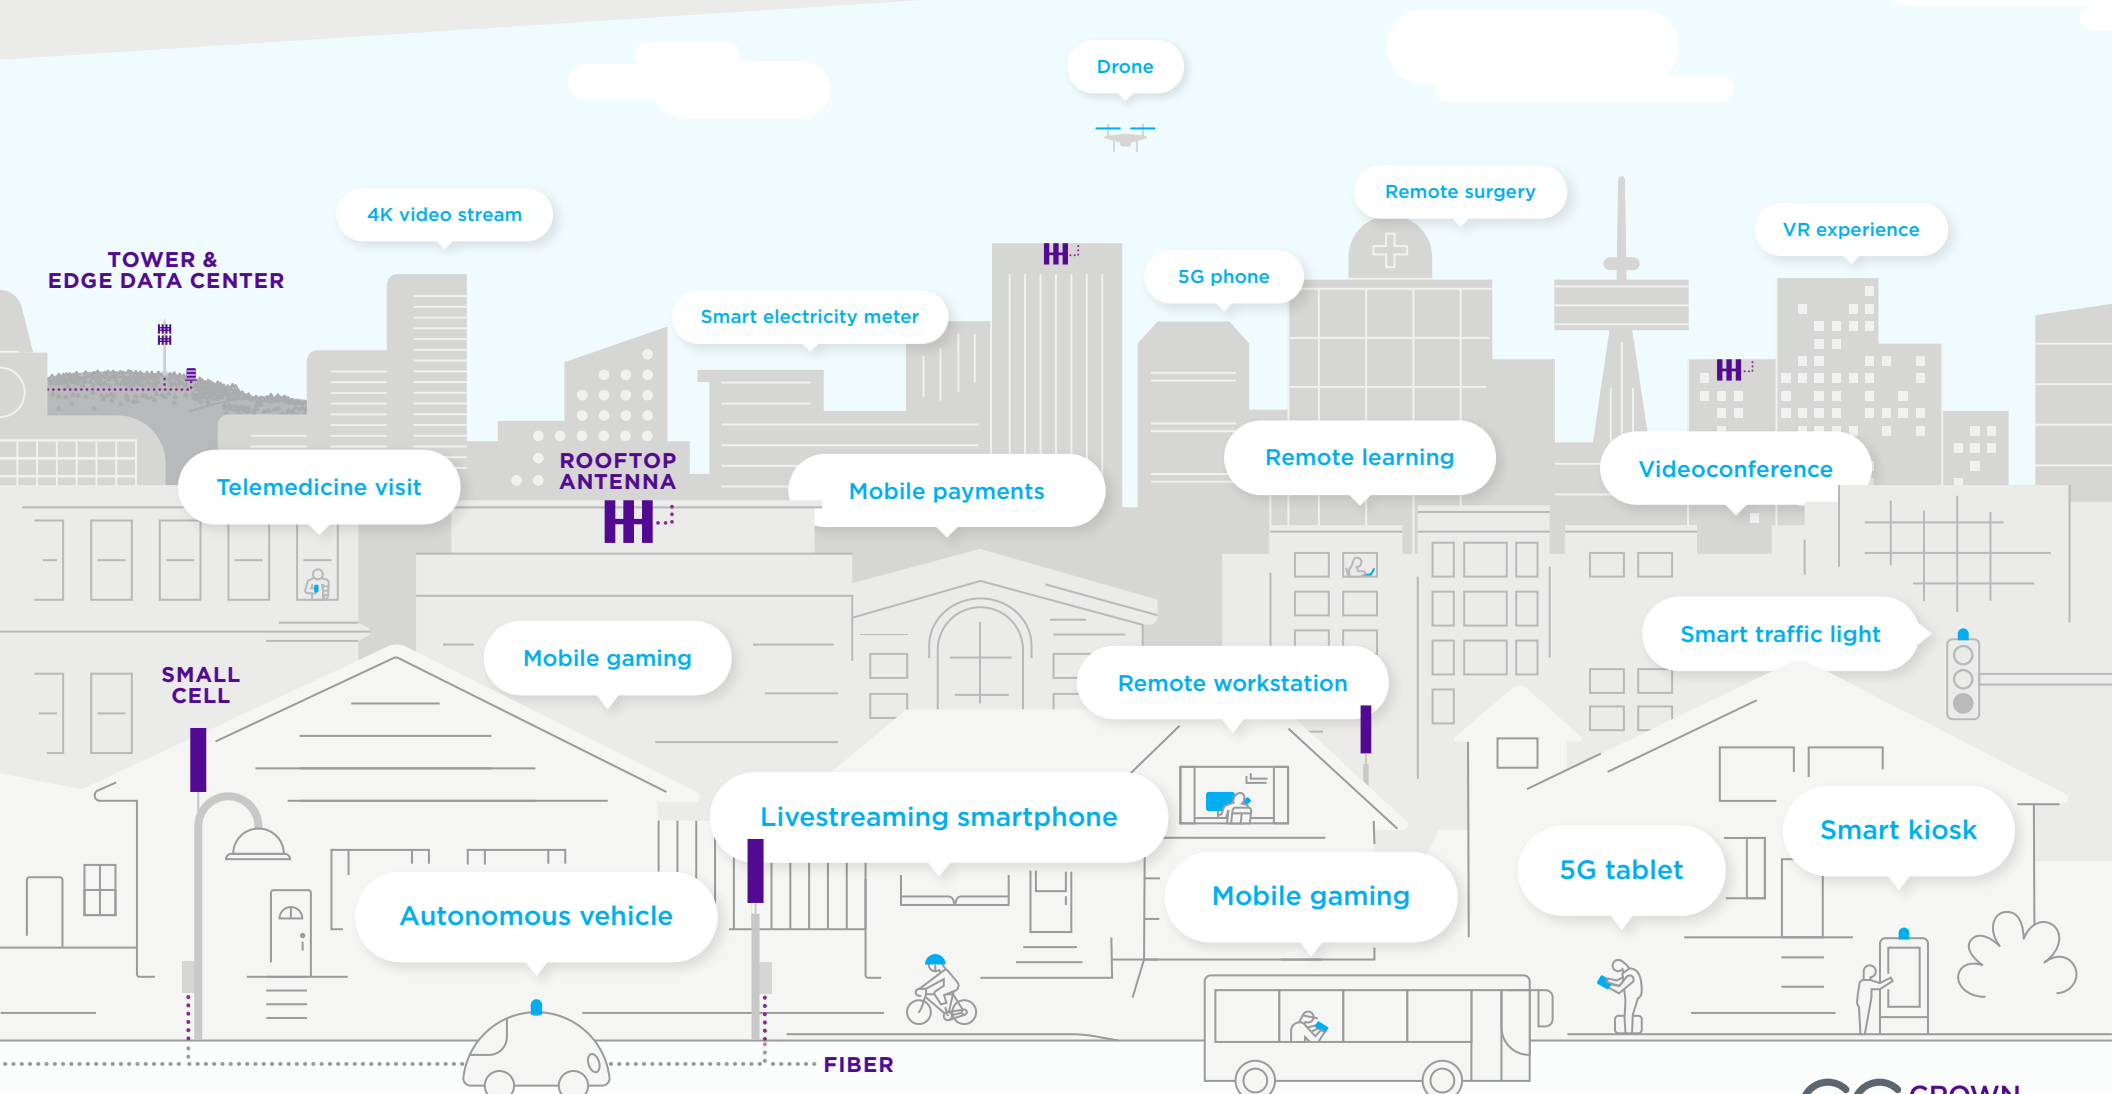 Drone
Remote surgery
4K video stream
VR experience
TOWER &
EDGE DATA CENTER
5G phone
Smart electricity meter
Remote learning
ROOFTOP
ANTENNA
Videoconference
Telemedicine visit
Mobile payments
Smart traffic light
Mobile gaming
SMALL
CELL
Remote workstation
Livestreaming smartphone
Smart kiosk
5G tablet
Mobile gaming
Autonomous vehicle
FIBER
CROWN